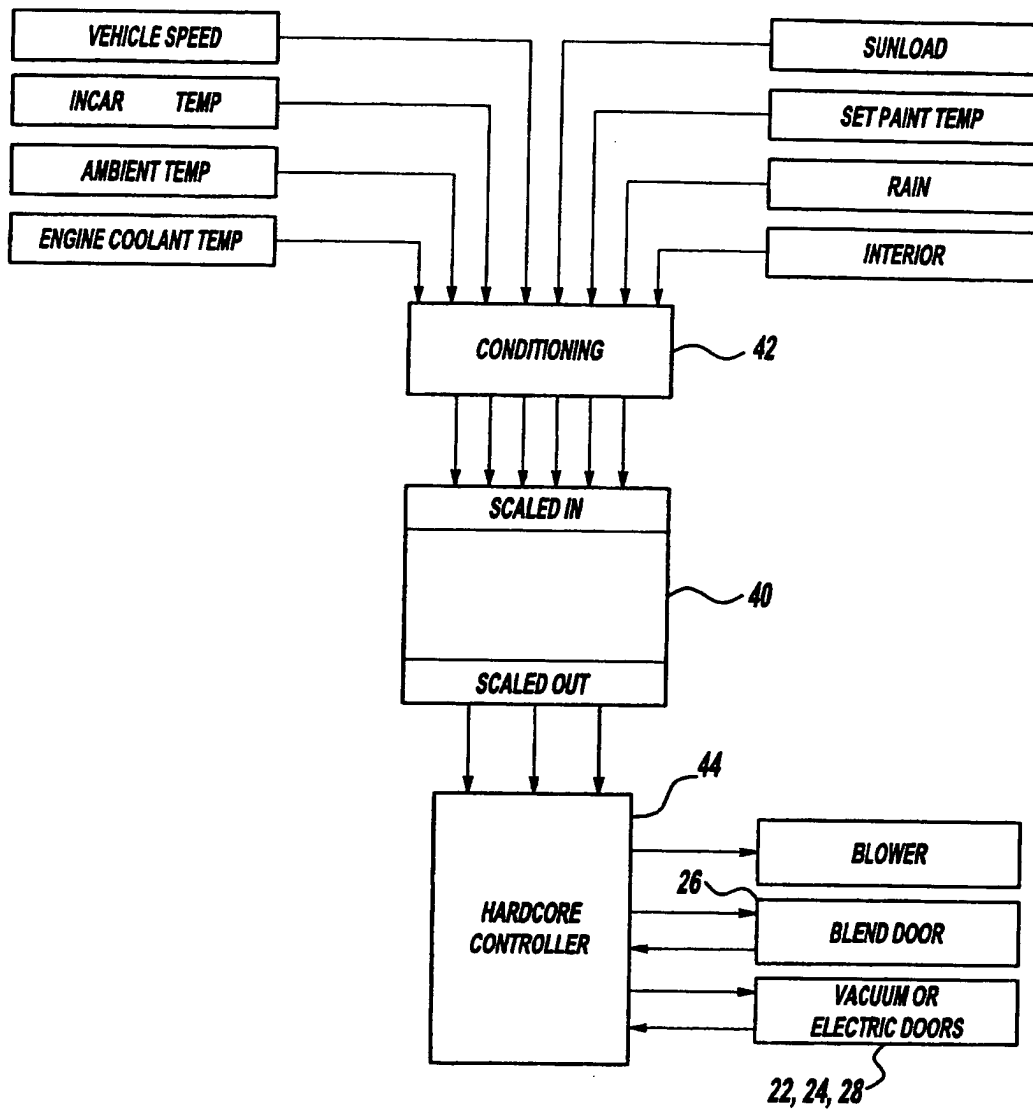 VEHICLE SPEED
INCAR TEMP
AMBIENT TEMP
ENGINE COOLANT TEMP
SUNLOAD
SET PAINT TEMP
RAIN
INTERIOR
CONDITIONING
42
SCALED IN
40
SCALED OUT
44
HARDCORE
CONTROLLER
BLOWER
26
BLEND DOOR
VACUUM OR
ELECTRIC DOORS
22, 24, 28